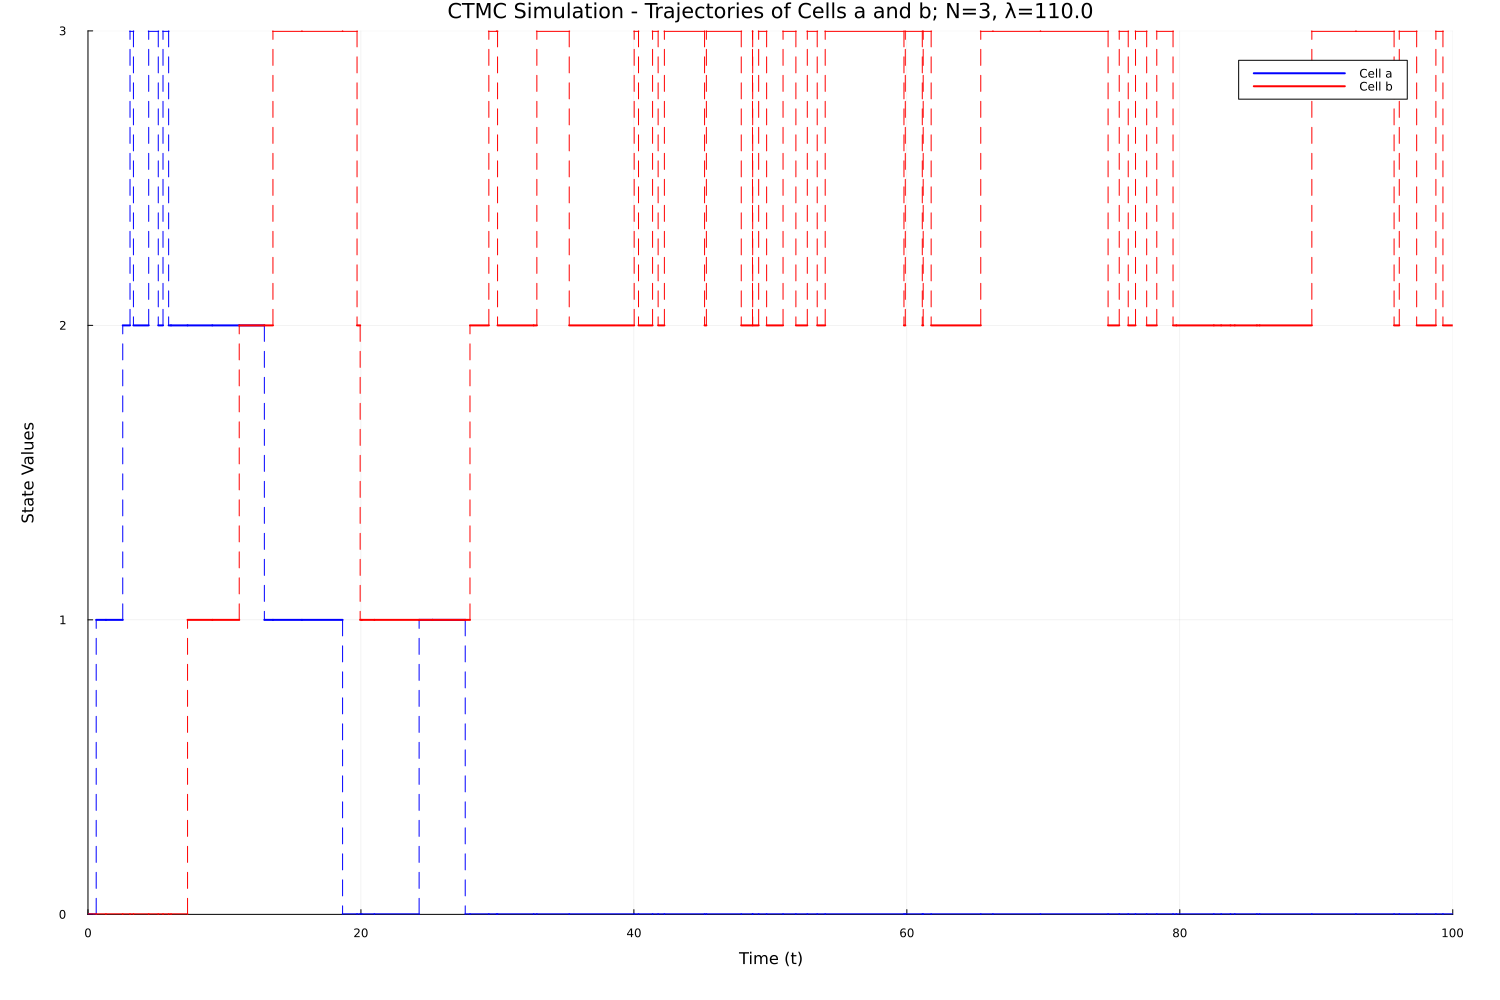 CTMC Simulation - Trajectories of Cells a and b; N=3, λ=110.0
3
Cell a
Cell b
2
State Values
1
0
0 20 40 60 80 100
Time (t)